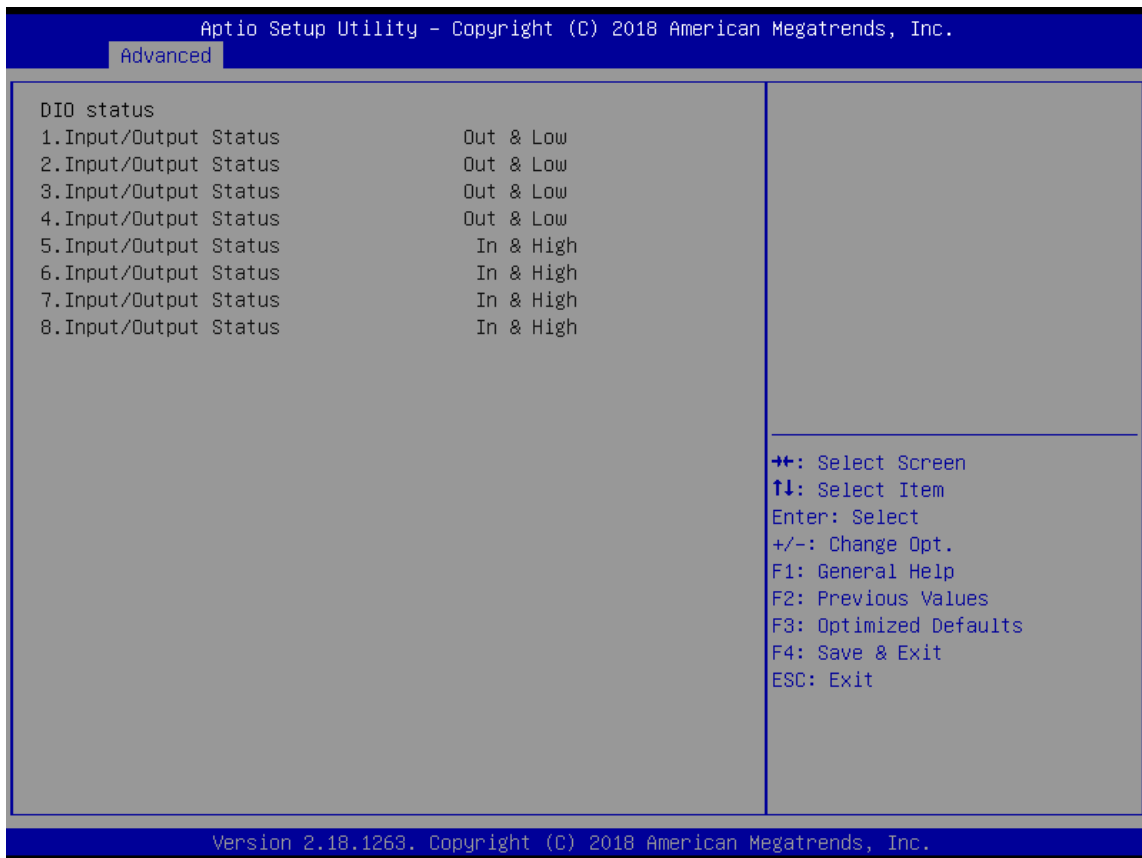 Aptio Setup Utility – Copyright (C) 2018 American Megatrends, Inc.
Advanced
DIO status
1.Input/Output Status Out & Low
2.Input/Output Status Out & Low
3.Input/Output Status Out & Low
4.Input/Output Status Out & Low
5.Input/Output Status In & High
6.Input/Output Status In & High
7.Input/Output Status In & High
8.Input/Output Status In & High
→←: Select Screen
↑↓: Select Item
Enter: Select
+/-: Change Opt.
F1: General Help
F2: Previous Values
F3: Optimized Defaults
F4: Save & Exit
ESC: Exit
Version 2.18.1263. Copyright (C) 2018 American Megatrends, Inc.